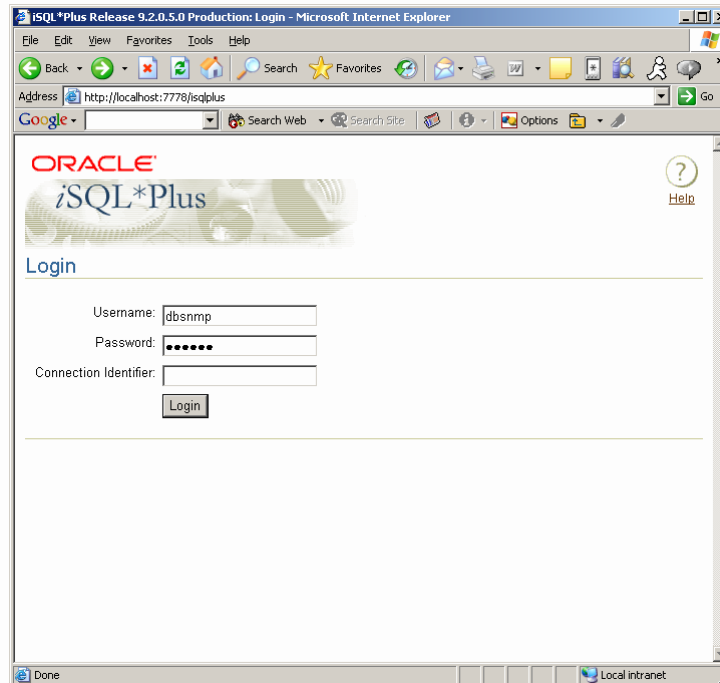 iSQL*Plus Release 9.2.0.5.0 Production: Login - Microsoft Internet Explorer
File Edit View Favorites Tools Help
Back Search Favorites
Address http://localhost:7778/isqlplus Go
Google Search Web Search Site Options
ORACLE
iSQL*Plus
Help
Login
Username: dbsnmp
Password: ••••••
Connection Identifier:
Login
Done Local intranet